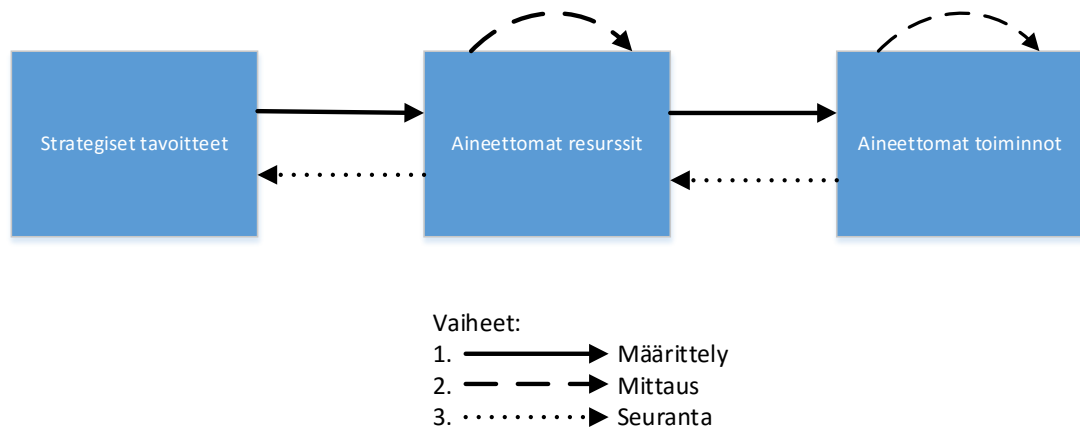 Strategiset tavoitteet
Aineettomat resurssit
Aineettomat toiminnot
Vaiheet:
1. Määrittely
2. Mittaus
3. Seuranta